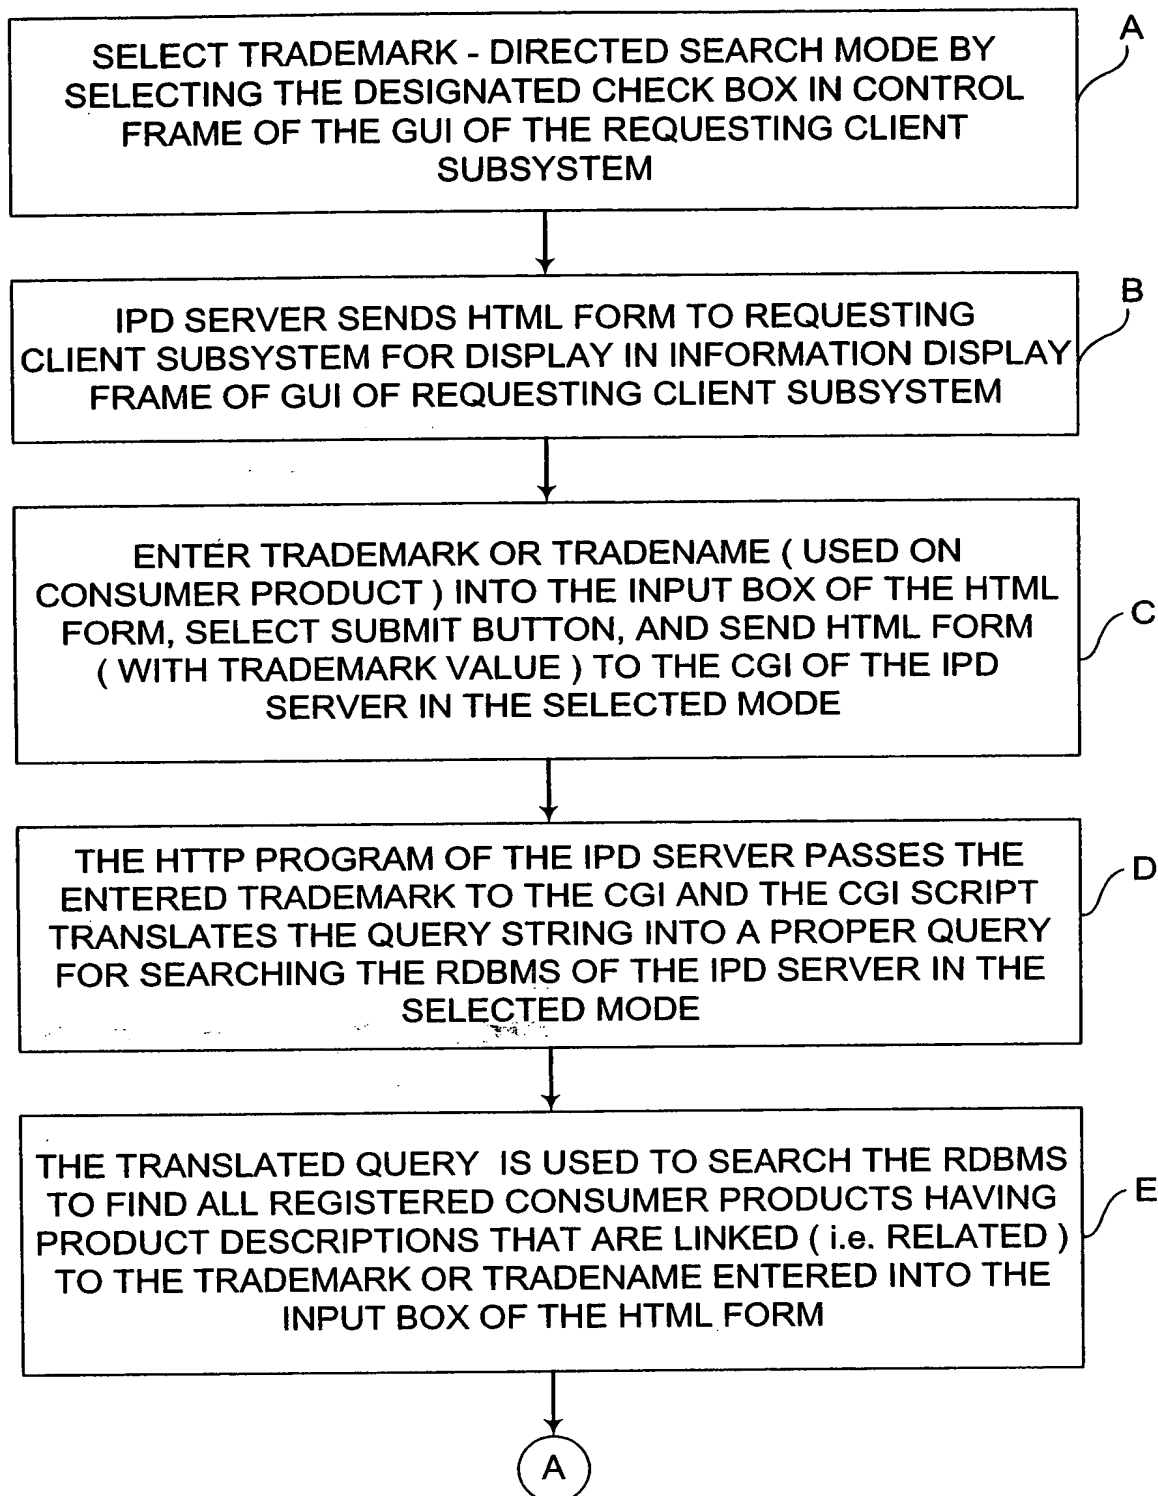 SELECT TRADEMARK - DIRECTED SEARCH MODE BY
SELECTING THE DESIGNATED CHECK BOX IN CONTROL
FRAME OF THE GUI OF THE REQUESTING CLIENT
SUBSYSTEM
A
IPD SERVER SENDS HTML FORM TO REQUESTING
CLIENT SUBSYSTEM FOR DISPLAY IN INFORMATION DISPLAY
FRAME OF GUI OF REQUESTING CLIENT SUBSYSTEM
B
ENTER TRADEMARK OR TRADENAME ( USED ON
CONSUMER PRODUCT ) INTO THE INPUT BOX OF THE HTML
FORM, SELECT SUBMIT BUTTON, AND SEND HTML FORM
( WITH TRADEMARK VALUE ) TO THE CGI OF THE IPD
SERVER IN THE SELECTED MODE
C
THE HTTP PROGRAM OF THE IPD SERVER PASSES THE
ENTERED TRADEMARK TO THE CGI AND THE CGI SCRIPT
TRANSLATES THE QUERY STRING INTO A PROPER QUERY
FOR SEARCHING THE RDBMS OF THE IPD SERVER IN THE
SELECTED MODE
D
THE TRANSLATED QUERY IS USED TO SEARCH THE RDBMS
TO FIND ALL REGISTERED CONSUMER PRODUCTS HAVING
PRODUCT DESCRIPTIONS THAT ARE LINKED ( i.e. RELATED )
TO THE TRADEMARK OR TRADENAME ENTERED INTO THE
INPUT BOX OF THE HTML FORM
E
A